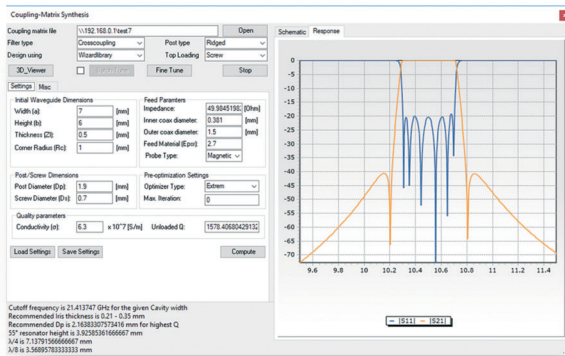 Coupling-Matrix Synthesis
Coupling matrix file \\192.168.0.1\test7 Open
Filter type Crosscoupling Post type Ridged
Design using Wizardlibrary Top Loading Screw
3D_Viewer Fine Tune Stop
Settings Misc
Initial Waveguide Dimensions
Width (a): 7 [mm]
Height (b): 6 [mm]
Thickness (Zl): 0.5 [mm]
Corner Radius (Rc): 1 [mm]
Feed Paramters
Impedance: 49.98451982 [Ohm]
Inner coax diameter: 0.381 [mm]
Outer coax diameter: 1.5 [mm]
Feed Material (Epsr): 2.7
Probe Type: Magnetic
Post/Screw Dimensions
Post Diameter (Dp): 1.9 [mm]
Screw Diameter (Ds): 0.7 [mm]
Pre-optimization Settings
Optimizer Type: Extrem
Max. Iteration: 0
Quality parameters
Conductivity (σ): 6.3 x 10^7 [S/m] Unloaded Q: 1578.40680429132
Load Settings Save Settings Compute
Cutoff frequency is 21.413747 GHz for the given Cavity width
Recommended Iris thickness is 0.21 - 0.35 mm
Recommended Dp is 2.16383307573416 mm for highest Q
55° resonator height is 3.92585361666667 mm
λ/4 is 7.13791566666667 mm
λ/8 is 3.56895783333333 mm
Schematic Response
0
-10
-20
-30
-40
-50
-60
-70
9.6 9.8 10 10.2 10.4 10.6 10.8 11 11.2 11.4
|S11| |S21|